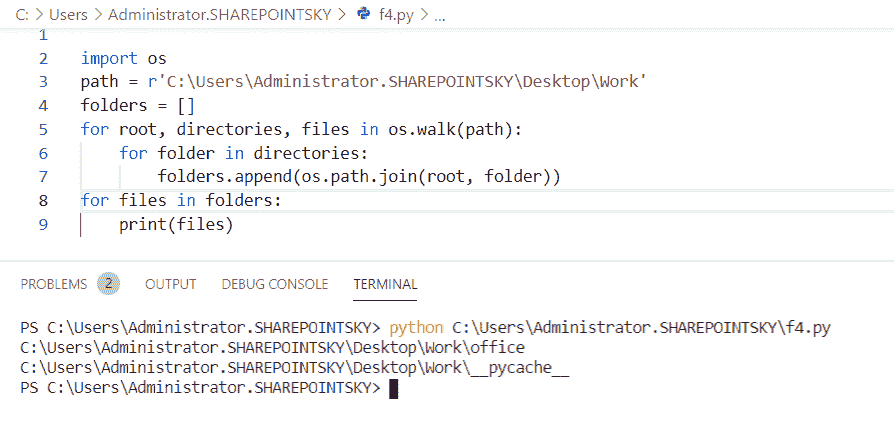 C: > Users > Administrator.SHAREPOINTSKY > f4.py > ...
1
2 import os
3 path = r'C:\Users\Administrator.SHAREPOINTSKY\Desktop\Work'
4 folders = []
5 for root, directories, files in os.walk(path):
6 for folder in directories:
7 folders.append(os.path.join(root, folder))
8 for files in folders:
9 print(files)
PROBLEMS 2 OUTPUT DEBUG CONSOLE TERMINAL
PS C:\Users\Administrator.SHAREPOINTSKY> python C:\Users\Administrator.SHAREPOINTSKY\f4.py
C:\Users\Administrator.SHAREPOINTSKY\Desktop\Work\office
C:\Users\Administrator.SHAREPOINTSKY\Desktop\Work\__pycache__
PS C:\Users\Administrator.SHAREPOINTSKY>